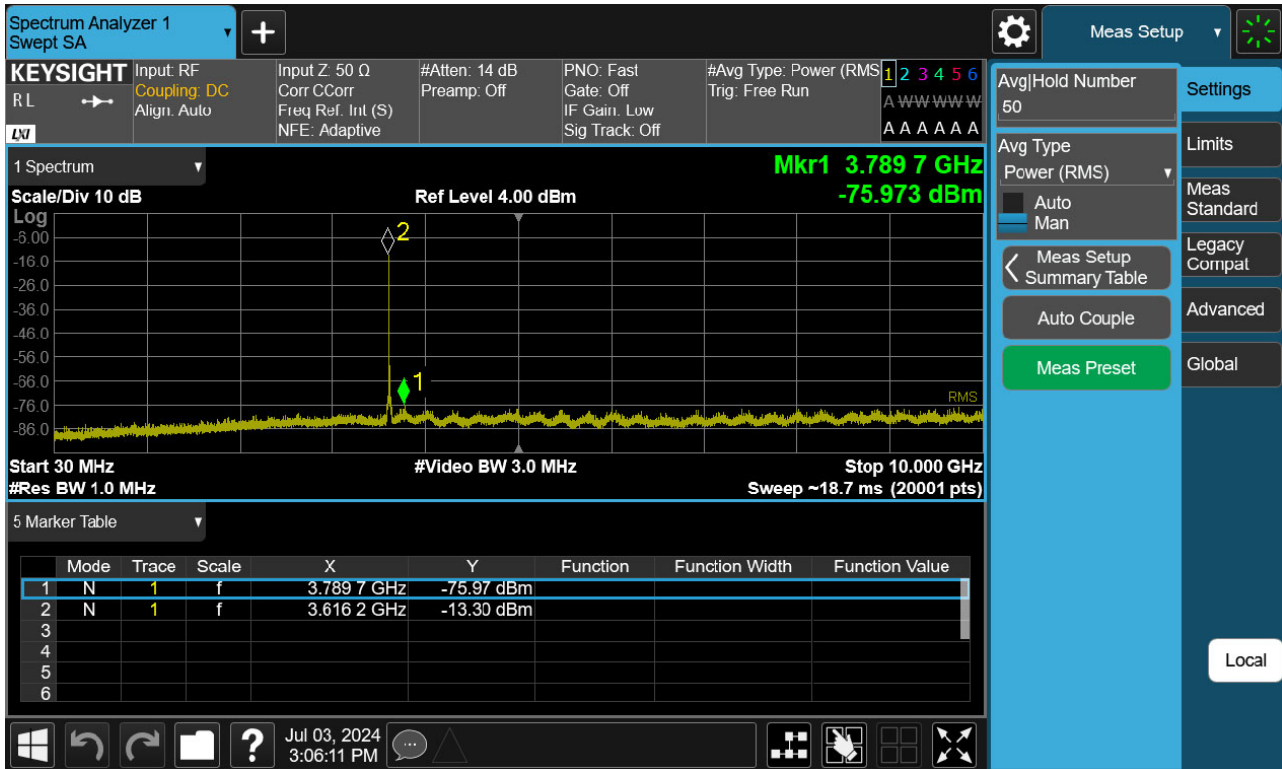 Spectrum Analyzer 1
Swept SA
+
Meas Setup
KEYSIGHT
RL
LXI
Input: RF
Coupling: DC
Align: Auto
Input Z: 50 Ω
Corr CCorr
Freq Ref: Int (S)
NFE: Adaptive
#Atten: 14 dB
Preamp: Off
PNO: Fast
Gate: Off
IF Gain: Low
Sig Track: Off
#Avg Type: Power (RMS
Trig: Free Run
1 2 3 4 5 6
A W W W W W
A A A A A A
1 Spectrum
Scale/Div 10 dB
Log
Ref Level 4.00 dBm
Mkr1 3.789 7 GHz
-75.973 dBm
-6.00
-16.0
-26.0
-36.0
-46.0
-56.0
-66.0
-76.0
-86.0
2
1
RMS
Start 30 MHz
#Video BW 3.0 MHz
Stop 10.000 GHz
#Res BW 1.0 MHz
Sweep ~18.7 ms (20001 pts)
5 Marker Table
Mode Trace Scale X Y Function Function Width Function Value
1 N 1 f 3.789 7 GHz -75.97 dBm
2 N 1 f 3.616 2 GHz -13.30 dBm
3
4
5
6
Avg|Hold Number
50
Avg Type
Power (RMS)
Auto
Man
Meas Setup
Summary Table
Auto Couple
Meas Preset
Settings
Limits
Meas
Standard
Legacy
Compat
Advanced
Global
Local
?
Jul 03, 2024
3:06:11 PM